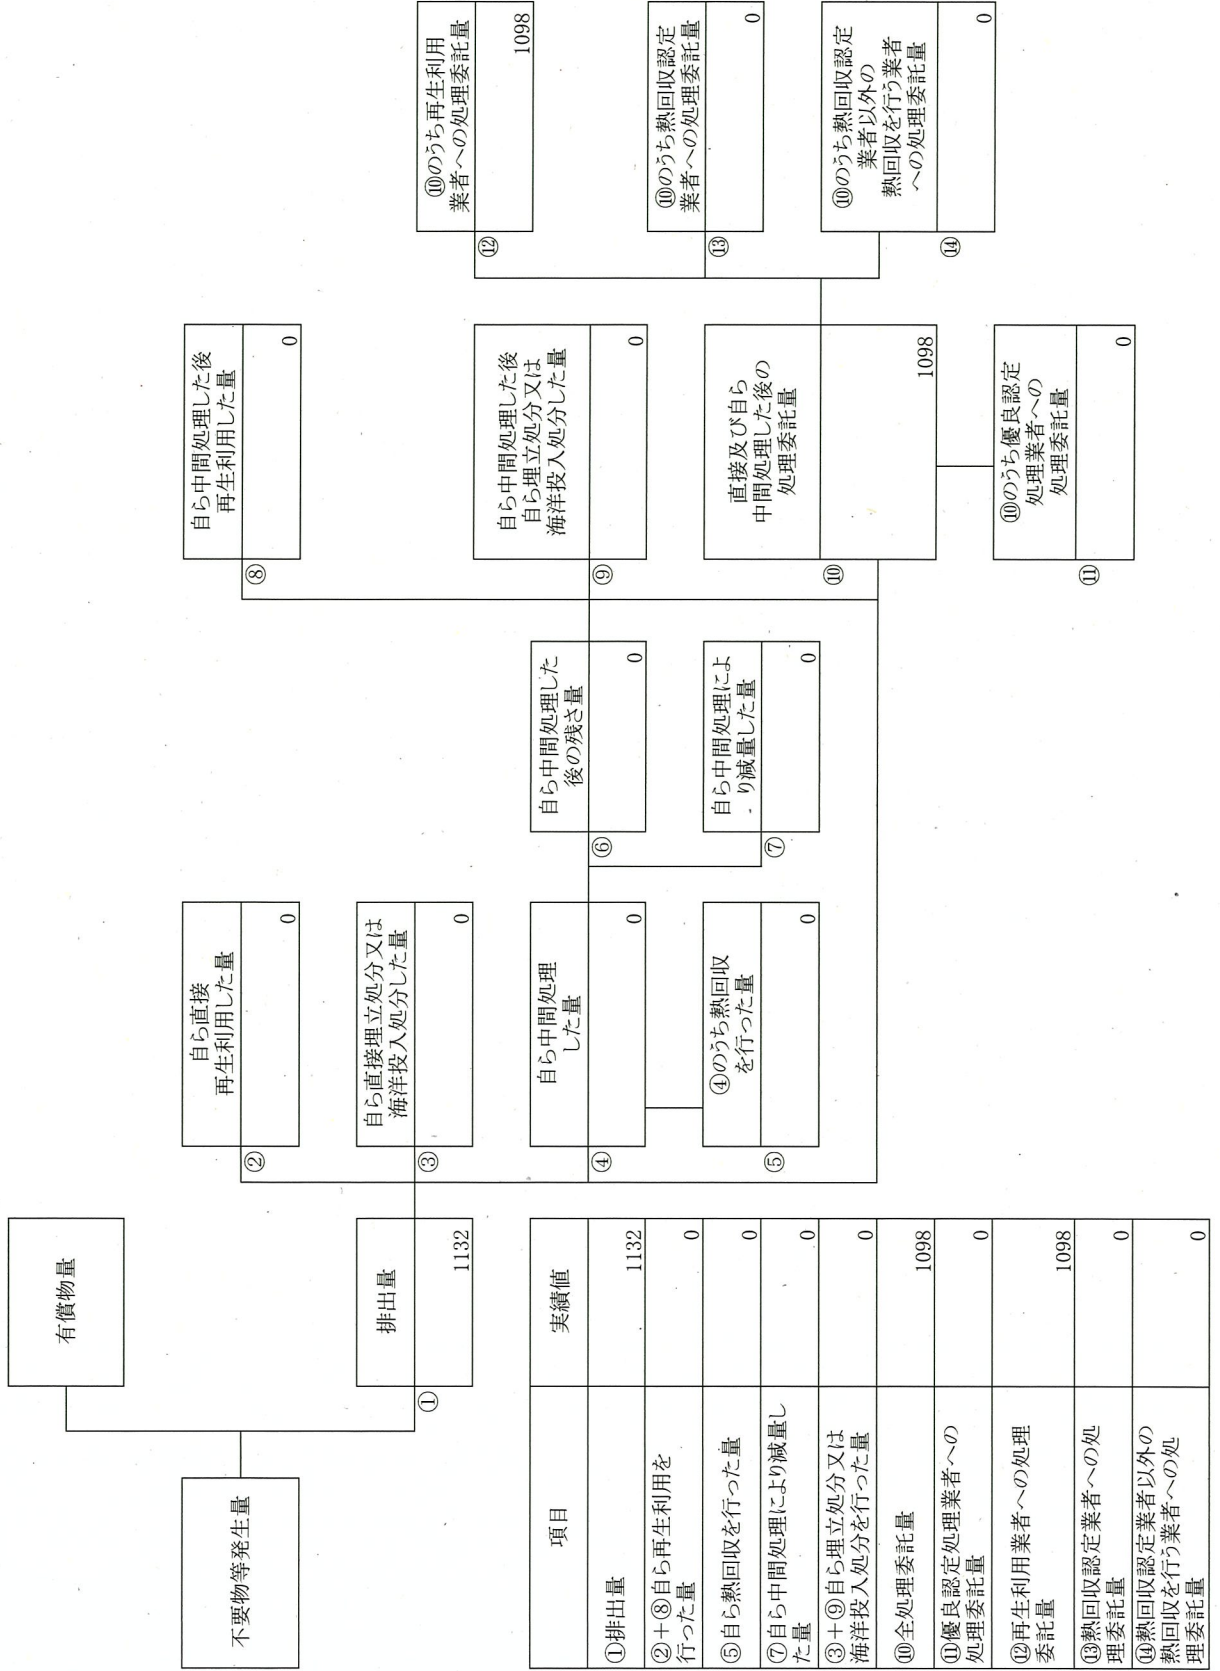 不要物等発生量
有償物量
①
排出量
1132
②
自ら直接
再生利用した量
0
③
自ら直接埋立処分又は
海洋投入処分した量
0
④
自ら中間処理
した量
0
⑤
④のうち熱回収
を行った量
0
⑥
自ら中間処理した
後の残さ量
0
⑦
自ら中間処理によ
り減量した量
0
⑧
自ら中間処理した後
再生利用した量
0
⑨
自ら中間処理した後
自ら埋立処分又は
海洋投入処分した量
0
⑩
直接及び自ら
中間処理した後の
処理委託量
1098
⑪
⑩のうち優良認定
処理業者への
処理委託量
0
⑫
⑩のうち再生利用
業者への処理委託量
1098
⑬
⑩のうち熱回収認定
業者への処理委託量
0
⑭
⑩のうち熱回収認定
業者以外の
熱回収を行う業者
への処理委託量
0
項目 実績値
①排出量 1132
②+⑧自ら再生利用を
行った量 0
⑤自ら熱回収を行った量 0
⑦自ら中間処理により減量し
た量 0
③+⑨自ら埋立処分又は
海洋投入処分を行った量 0
⑩全処理委託量 1098
⑪優良認定処理業者への
処理委託量 0
⑫再生利用業者への処理
委託量 1098
⑬熱回収認定業者への処
理委託量 0
⑭熱回収認定業者以外の
熱回収を行う業者への処
理委託量 0